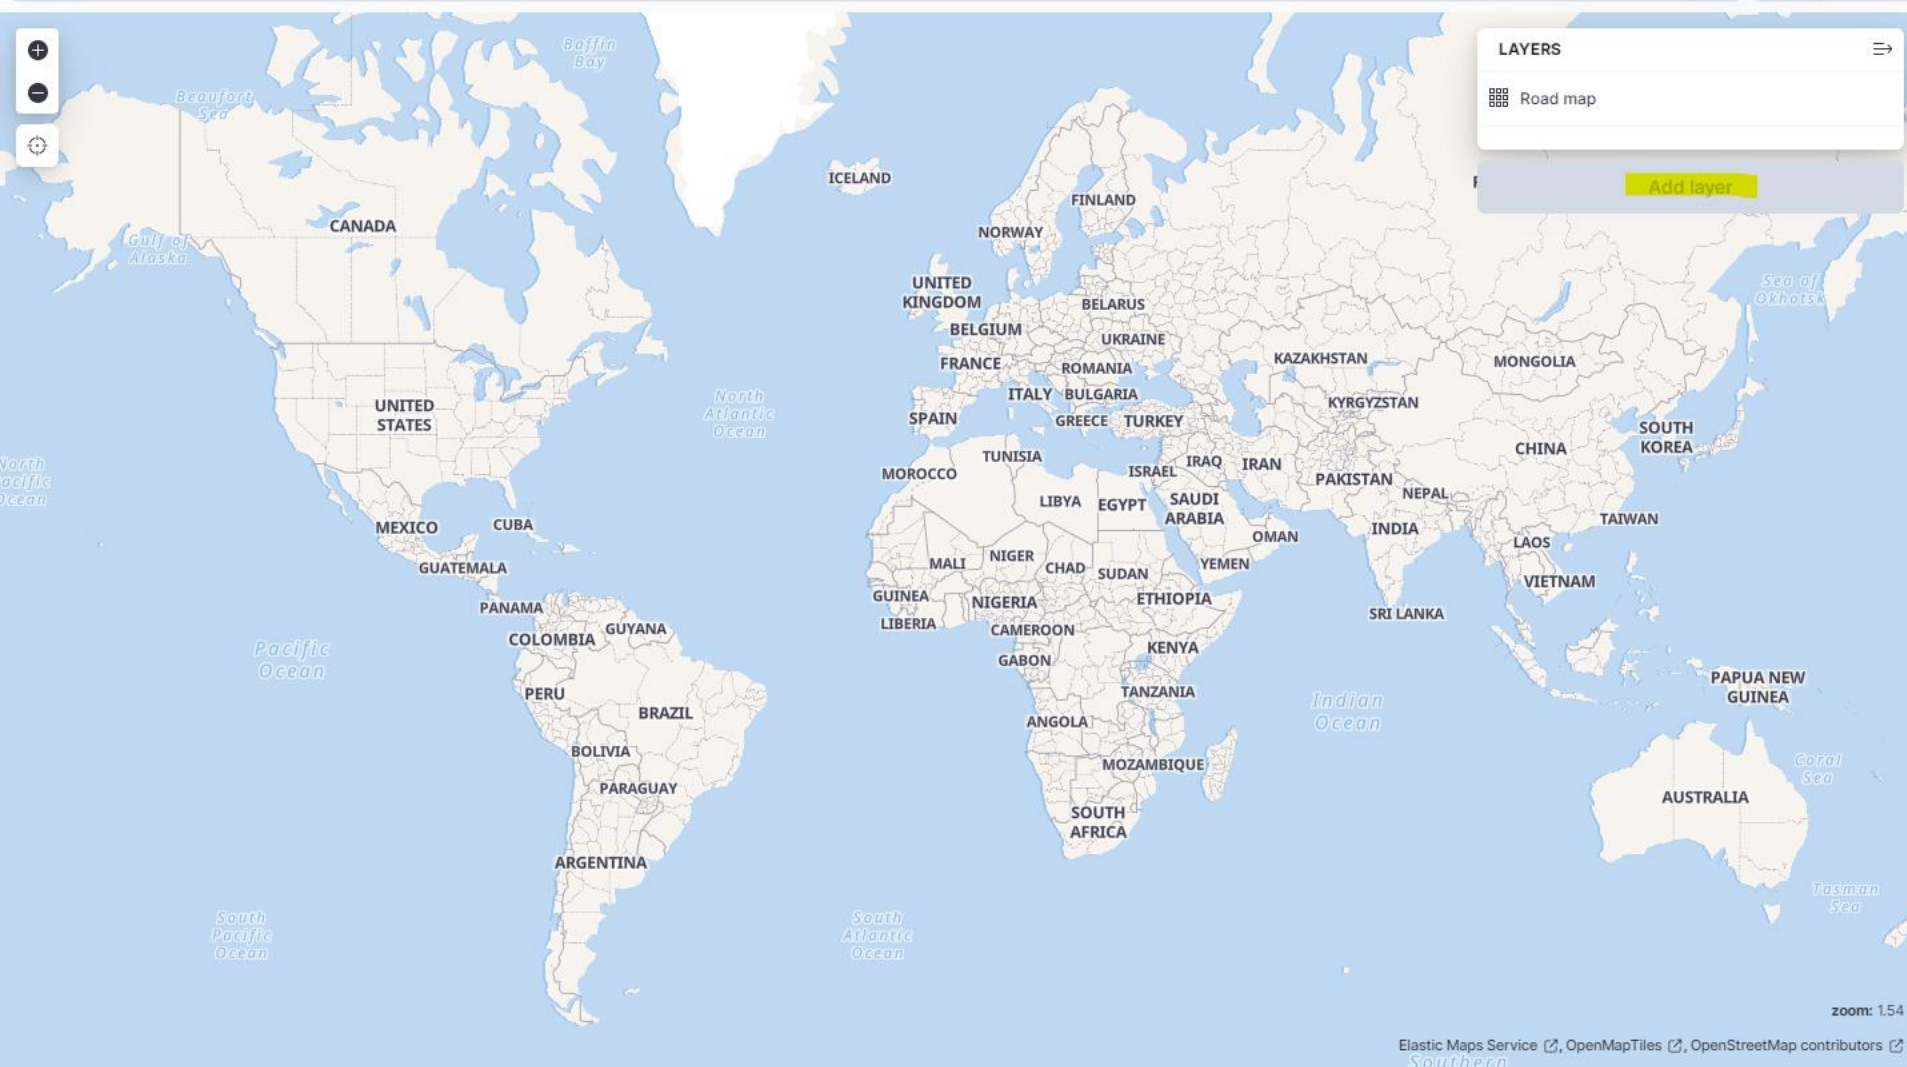 Baffin
Bay
LAYERS
Beaufort
Sea
Road map
ICELAND
Add layer
FINLAND
CANADA
NORWAY
Gulf of
Alaska
UNITED
KINGDOM
Sea of
Okhotsk
BELARUS
BELGIUM
UKRAINE
FRANCE
ROMANIA
KAZAKHSTAN
MONGOLIA
ITALY
BULGARIA
KYRGYZSTAN
UNITED
STATES
North
Atlantic
Ocean
SPAIN
GREECE
TURKEY
SOUTH
KOREA
CHINA
TUNISIA
MOROCCO
ISRAEL
IRAQ
IRAN
North
Pacific
Ocean
PAKISTAN
NEPAL
LIBYA
EGYPT
SAUDI
ARABIA
MEXICO
CUBA
INDIA
TAIWAN
OMAN
LAOS
GUATEMALA
MALI
NIGER
CHAD
SUDAN
YEMEN
VIETNAM
GUINEA
NIGERIA
ETHIOPIA
PANAMA
SRI LANKA
LIBERIA
CAMEROON
COLOMBIA
GUYANA
KENYA
Pacific
Ocean
GABON
PERU
TANZANIA
PAPUA NEW
GUINEA
BRAZIL
Indian
Ocean
ANGOLA
BOLIVIA
MOZAMBIQUE
Coral
Sea
PARAGUAY
AUSTRALIA
SOUTH
AFRICA
ARGENTINA
Tasman
Sea
South
Pacific
Ocean
South
Atlantic
Ocean
zoom: 1.54
Elastic Maps Service, OpenMapTiles, OpenStreetMap contributors
Southern